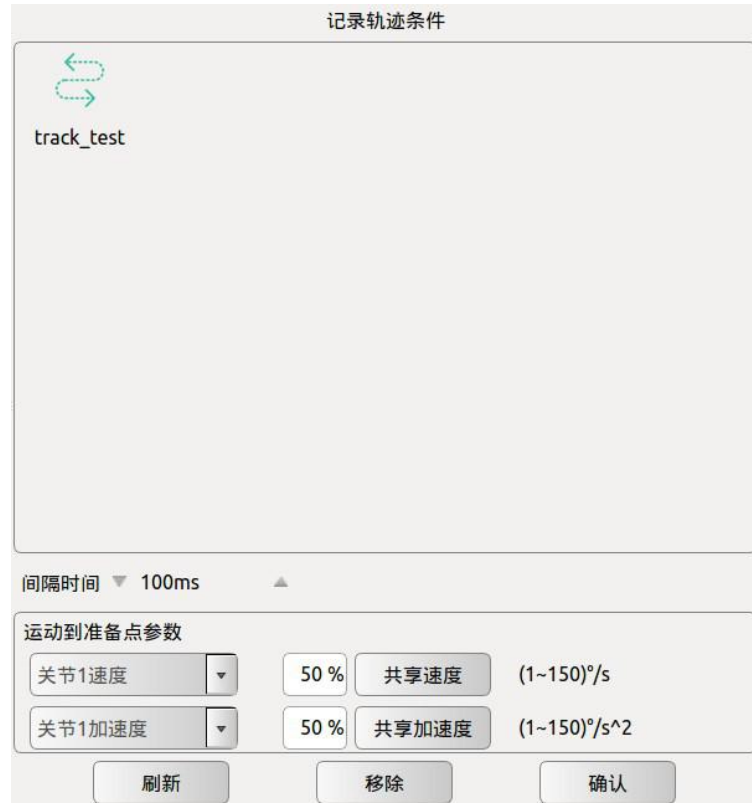 记录轨迹条件
track_test
间隔时间 100ms
运动到准备点参数
关节1速度 50 % 共享速度 (1~150)°/s
关节1加速度 50 % 共享加速度 (1~150)°/s^2
刷新 移除 确认